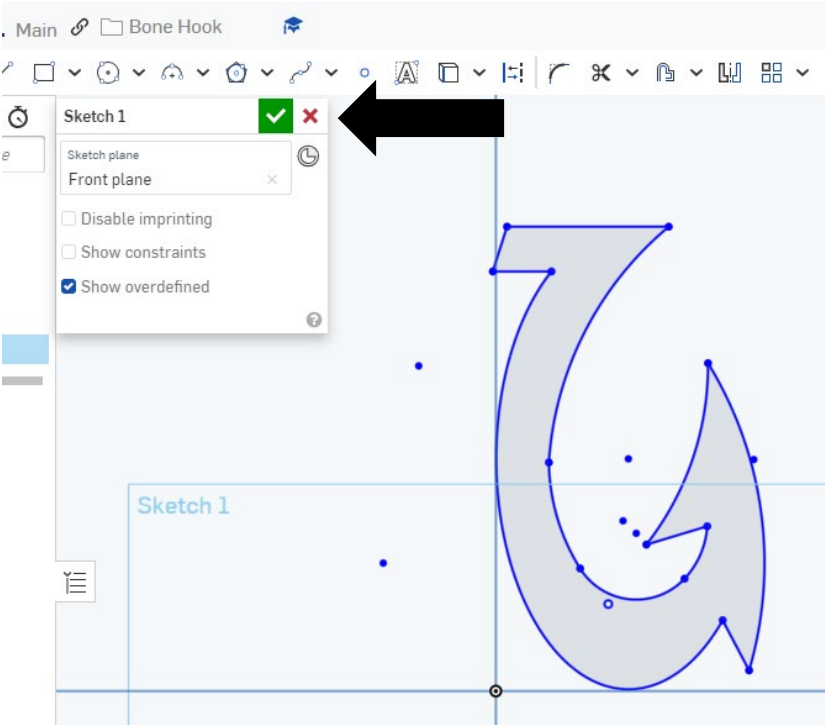 Main Bone Hook
Sketch 1
e
Sketch plane
Front plane
Disable imprinting
Show constraints
Show overdefined
Sketch 1